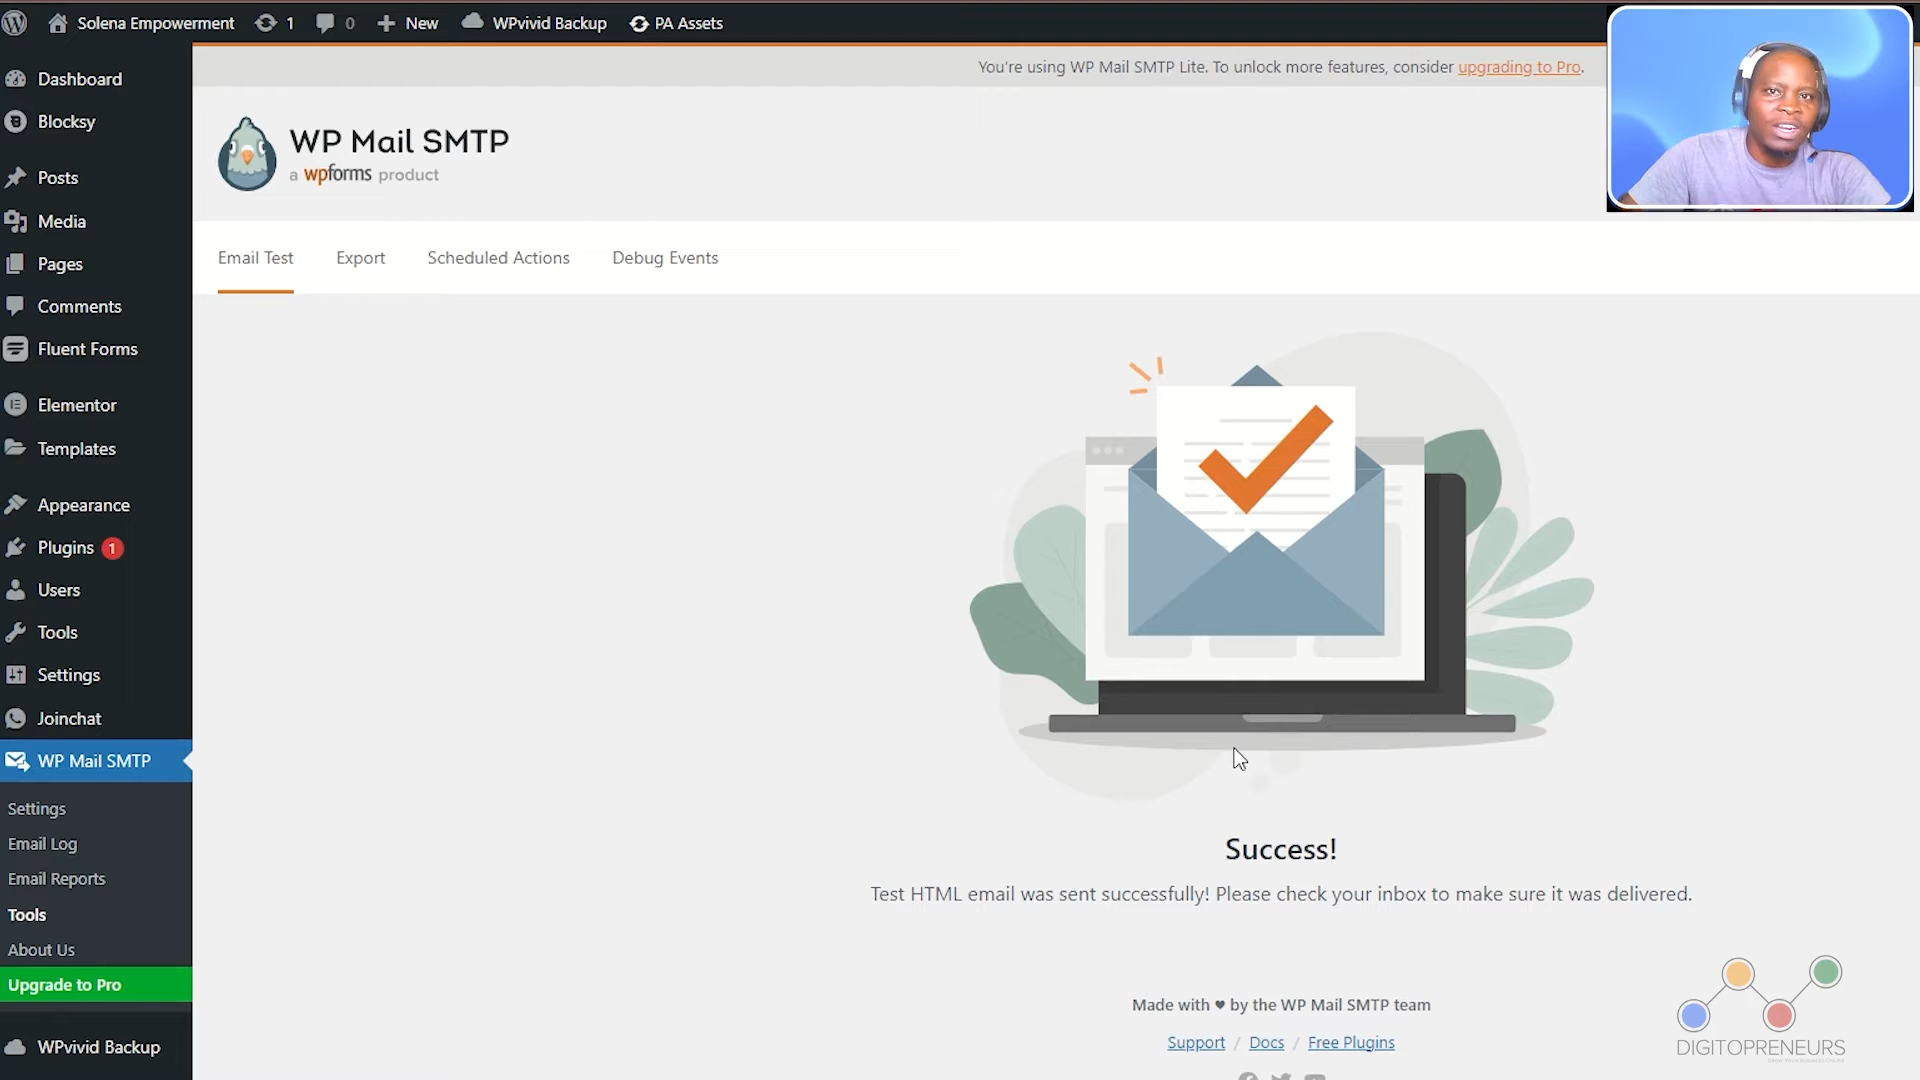 Solena Empowerment 1 0 New WPvivid Backup PA Assets
You're using WP Mail SMTP Lite. To unlock more features, consider upgrading to Pro.
Dashboard
Blocksy
Posts
Media
Pages
Comments
Fluent Forms
Elementor
Templates
Appearance
Plugins 1
Users
Tools
Settings
Joinchat
WP Mail SMTP
Settings
Email Log
Email Reports
Tools
About Us
Upgrade to Pro
WPvivid Backup
WP Mail SMTP
a wpforms product
Email Test Export Scheduled Actions Debug Events
Success!
Test HTML email was sent successfully! Please check your inbox to make sure it was delivered.
Made with ♥ by the WP Mail SMTP team
Support / Docs / Free Plugins
DIGITOPRENEURS